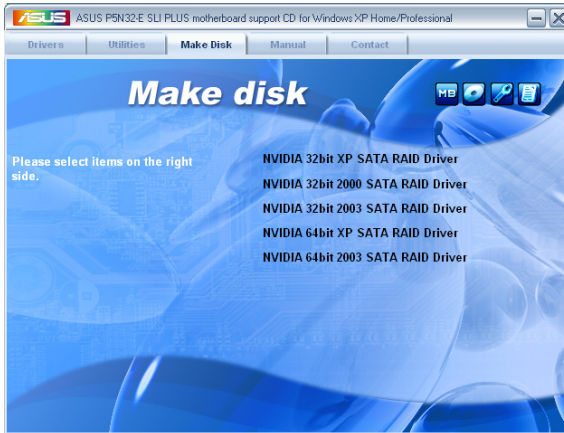 ASUS ASUS P5N32-E SLI PLUS motherboard support CD for Windows XP Home/Professional
Drivers Utilities Make Disk Manual Contact
Make disk
MB
Please select items on the right
side.
NVIDIA 32bit XP SATA RAID Driver
NVIDIA 32bit 2000 SATA RAID Driver
NVIDIA 32bit 2003 SATA RAID Driver
NVIDIA 64bit XP SATA RAID Driver
NVIDIA 64bit 2003 SATA RAID Driver